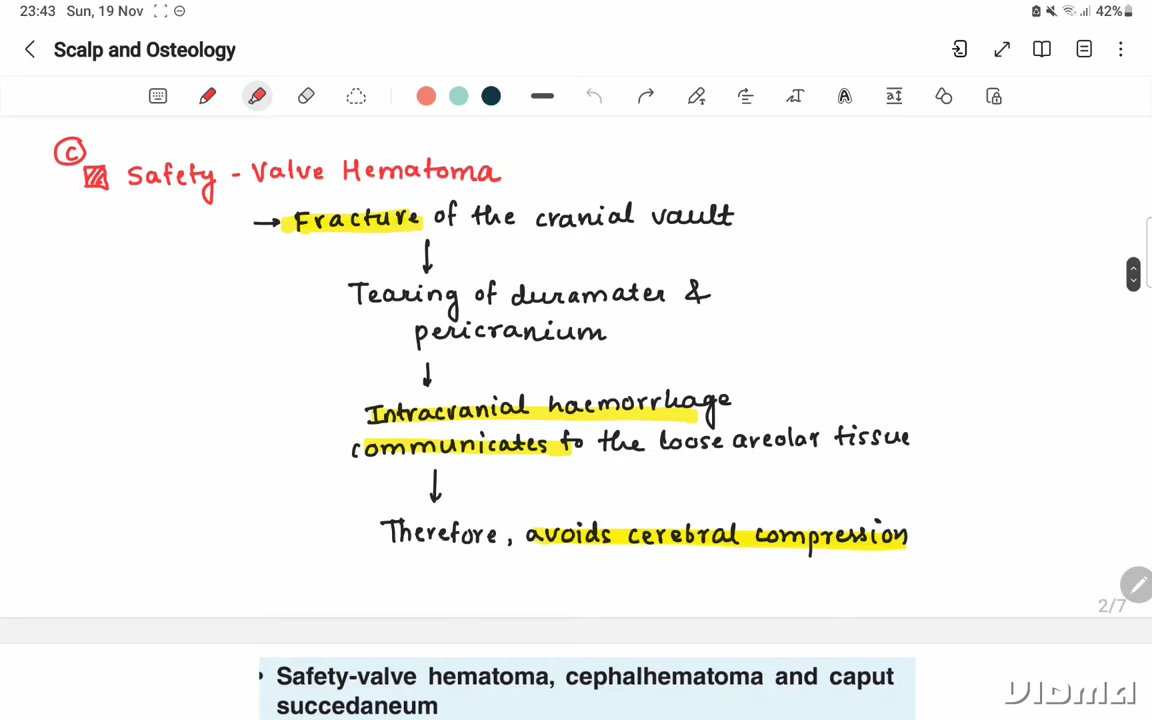 23:43 Sun, 19 Nov
42%
Scalp and Osteology
C
Safety - Valve Hematoma
→ Fracture of the cranial vault
↓
Tearing of duramater &
pericranium
↓
Intracranial haemorrhage
communicates to the loose areolar tissue
↓
Therefore, avoids cerebral compression
2/7
• Safety-valve hematoma, cephalhematoma and caput
succedaneum
VIDMA